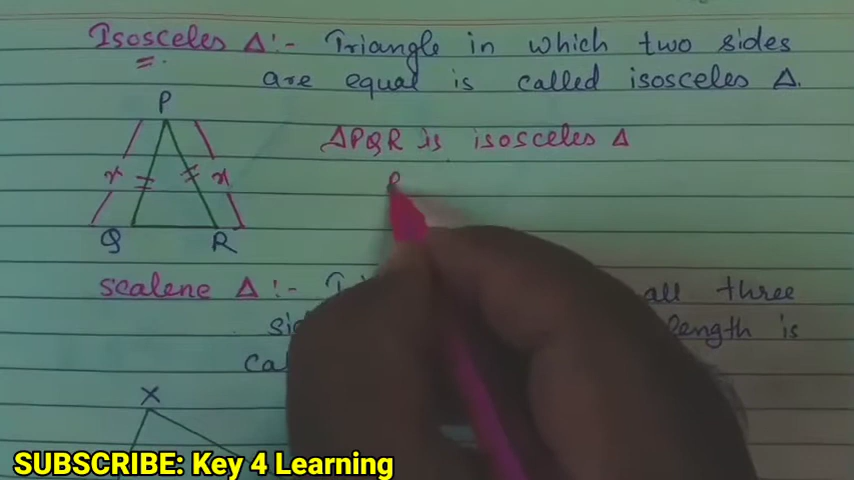 Isosceles Δ:- Triangle in which two sides
are equal is called isosceles Δ.
P
ΔPQR is isosceles Δ
x x
P
Q R
scalene Δ:- all three
length is
X
SUBSCRIBE: Key 4 Learning